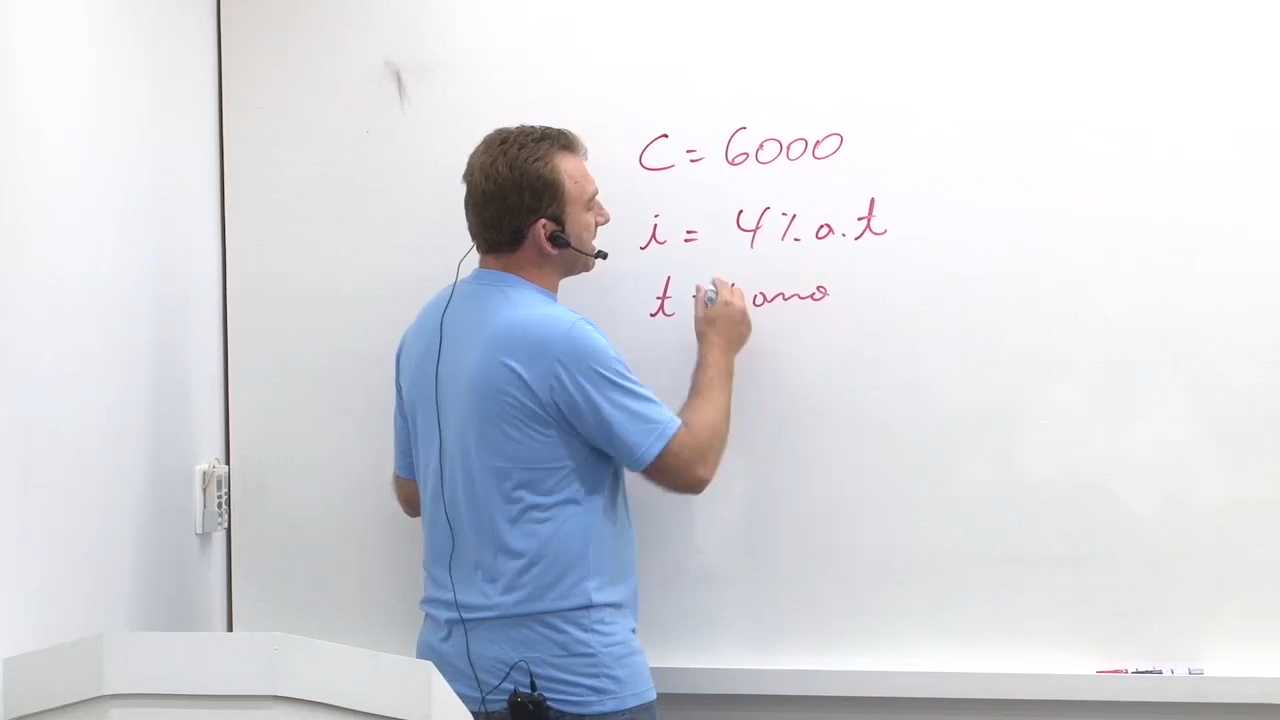 C = 6000
i = 4% a.t
t ano